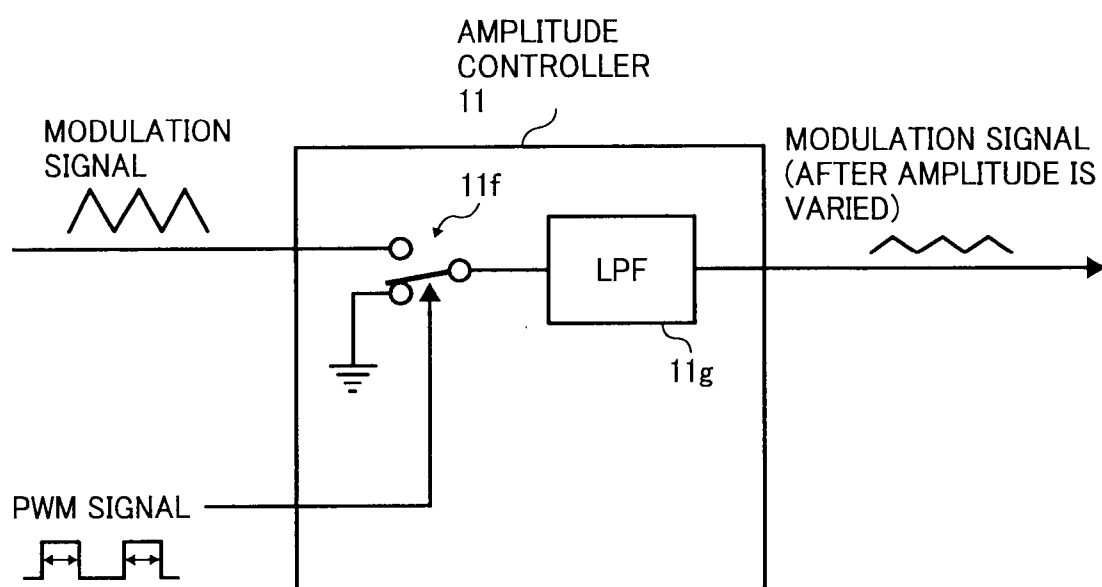 AMPLITUDE
CONTROLLER
11
MODULATION
SIGNAL
MODULATION SIGNAL
(AFTER AMPLITUDE IS
VARIED)
11f
LPF
11g
PWM SIGNAL